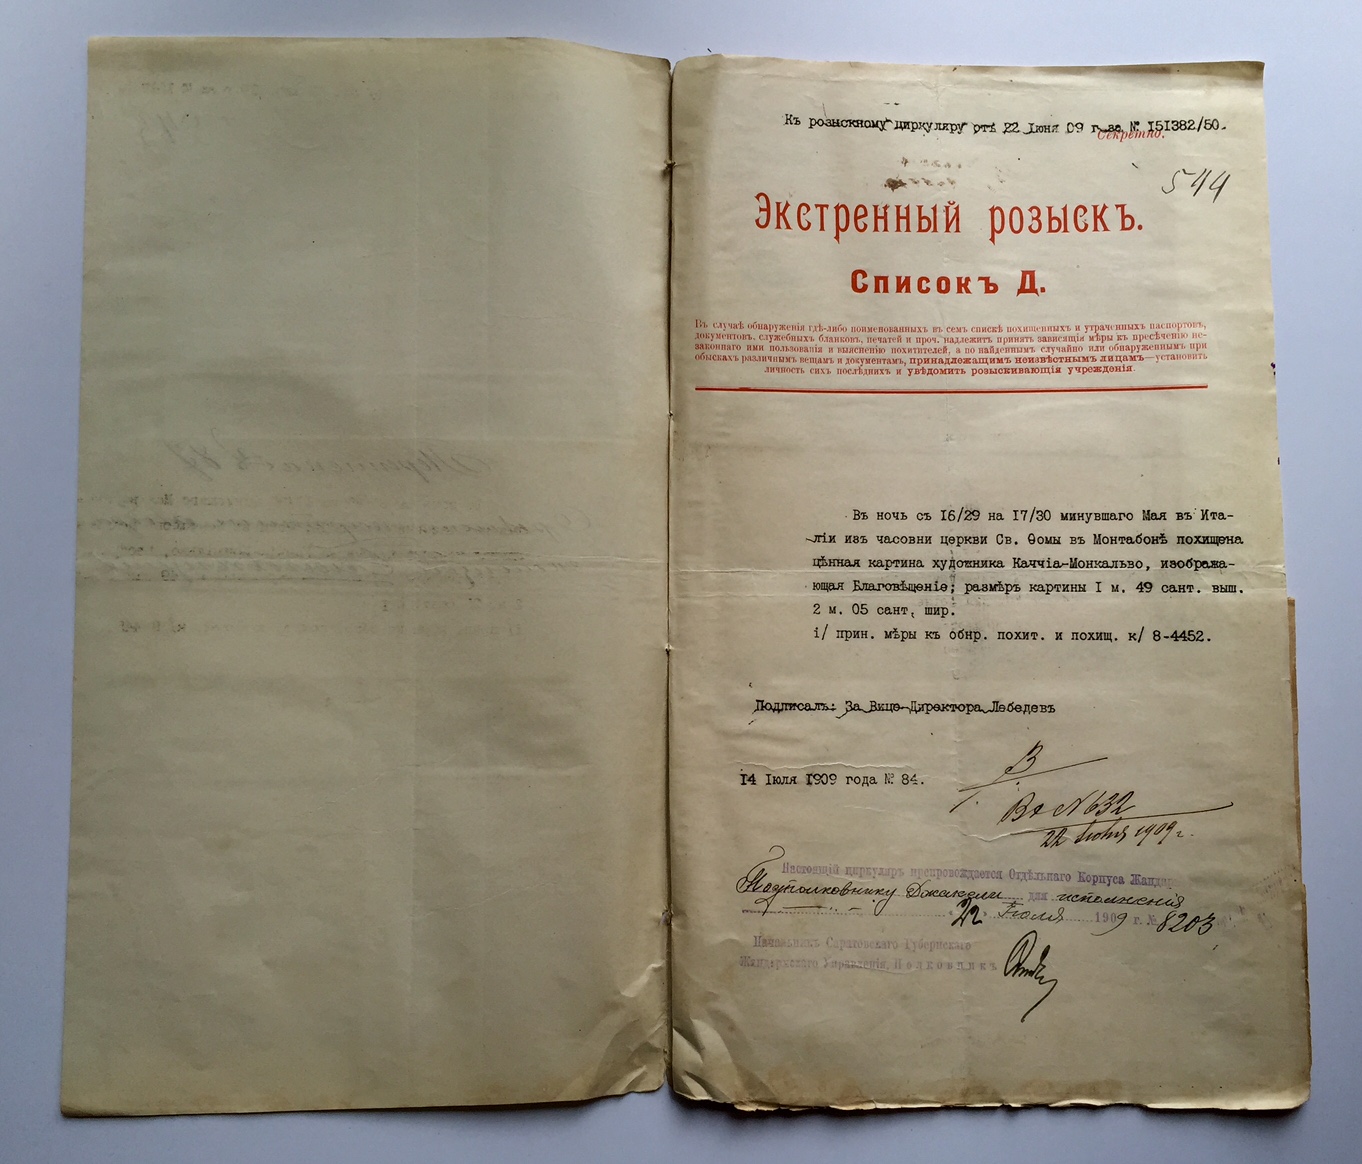 Къ розыскному циркуляру отъ 22 Іюня 09 г. за № 151382/50.
Секретно.
544
Экстренный розыскъ.
Списокъ Д.
Въ случаѣ обнаруженія гдѣ-либо поименованныхъ въ семъ спискѣ похищенныхъ и утраченныхъ паспортовъ,
документовъ, служебныхъ бланковъ, печатей и проч. надлежитъ принять зависящія мѣры къ пресѣченію не-
законнаго ими пользованія и выясненію похитителей, а по найденнымъ случайно или обнаруженнымъ при
обыскахъ различнымъ вещамъ и документамъ, принадлежащимъ неизвѣстнымъ лицамъ—установить
личность сихъ послѣднихъ и увѣдомить розыскивающія учрежденія.
Въ ночь съ 16/29 на 17/30 минувшаго Мая въ Ита-
ліи изъ часовни церкви Св. Ѳомы въ Монтабонѣ похищена
цѣнная картина художника Каччіа-Монкальво, изобража-
ющая Благовѣщеніе; размѣръ картины I м. 49 сант. выш.
2 м. 05 сант. шир.
і/ прин. мѣры къ обнр. похит. и похищ. к/ 8-4452.
Подписалъ: За Вице-Директора Лебедевъ
14 Іюля 1909 года № 84.
В
Вх №632
22 Іюля 1909 г.
Настоящій циркуляръ препровождается Отдѣльнаго Корпуса Жандар
Подполковнику Джакели для исполненія
22 Іюля 1909 г. № 8203
Начальникъ Саратовскаго Губернскаго
Жандармскаго Управленія, Полковникъ